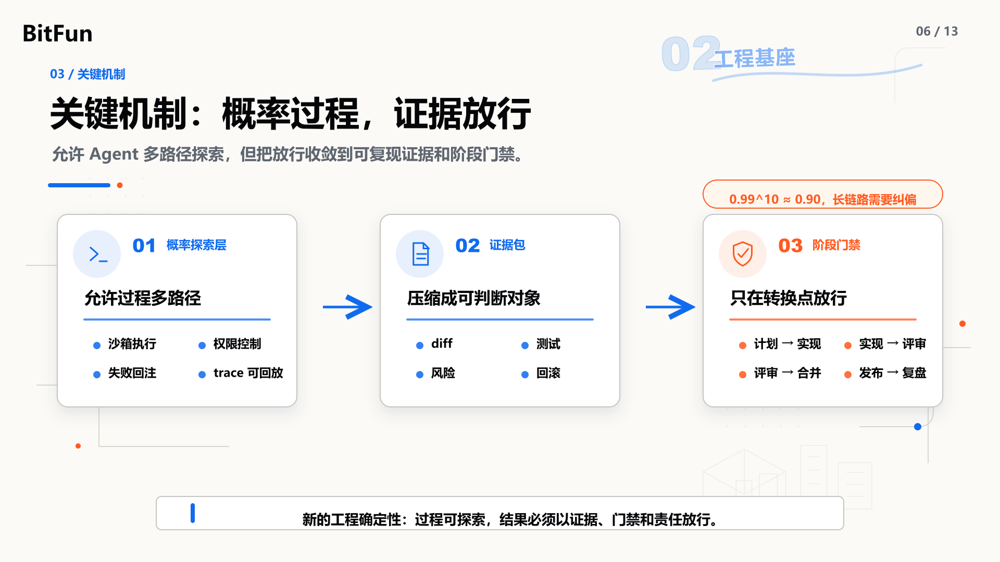 BitFun
06 / 13
02 工程基座
03 / 关键机制
关键机制：概率过程，证据放行
允许 Agent 多路径探索，但把放行收敛到可复现证据和阶段门禁。
0.99^10 ≈ 0.90，长链路需要纠偏
01 概率探索层
允许过程多路径
沙箱执行
权限控制
失败回注
trace 可回放
02 证据包
压缩成可判断对象
diff
测试
风险
回滚
03 阶段门禁
只在转换点放行
计划 → 实现
实现 → 评审
评审 → 合并
发布 → 复盘
新的工程确定性：过程可探索，结果必须以证据、门禁和责任放行。